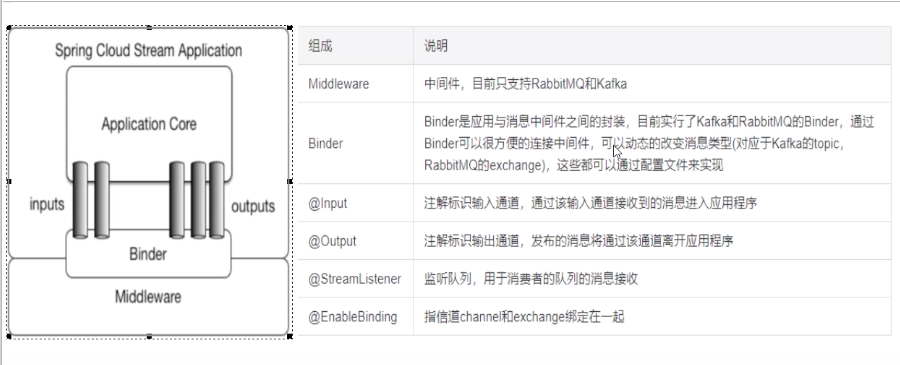 Spring Cloud Stream Application
Application Core
inputs
outputs
Binder
Middleware
组成 说明
Middleware 中间件，目前只支持RabbitMQ和Kafka
Binder Binder是应用与消息中间件之间的封装，目前实行了Kafka和RabbitMQ的Binder，通过
Binder可以很方便的连接中间件，可以动态的改变消息类型(对应于Kafka的topic，
RabbitMQ的exchange)，这些都可以通过配置文件来实现
@Input 注解标识输入通道，通过该输入通道接收到的消息进入应用程序
@Output 注解标识输出通道，发布的消息将通过该通道离开应用程序
@StreamListener 监听队列，用于消费者的队列的消息接收
@EnableBinding 指信道channel和exchange绑定在一起